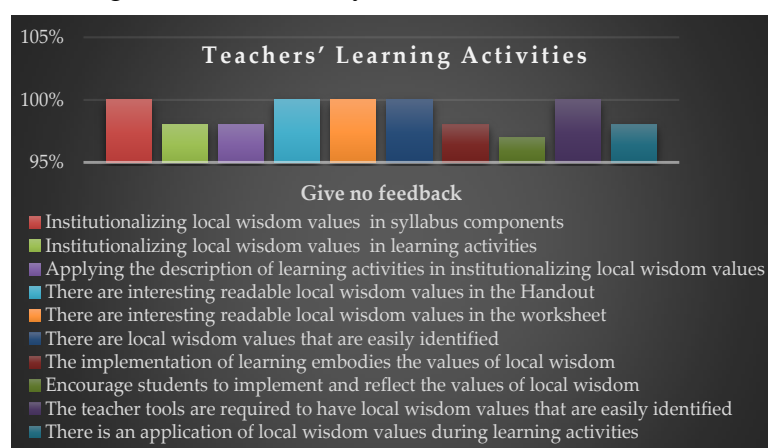 105%
Teachers' Learning Activities
100%
95%
Give no feedback
Institutionalizing local wisdom values in syllabus components
Institutionalizing local wisdom values in learning activities
Applying the description of learning activities in institutionalizing local wisdom values
There are interesting readable local wisdom values in the Handout
There are interesting readable local wisdom values in the worksheet
There are local wisdom values that are easily identified
The implementation of learning embodies the values of local wisdom
Encourage students to implement and reflect the values of local wisdom
The teacher tools are required to have local wisdom values that are easily identified
There is an application of local wisdom values during learning activities